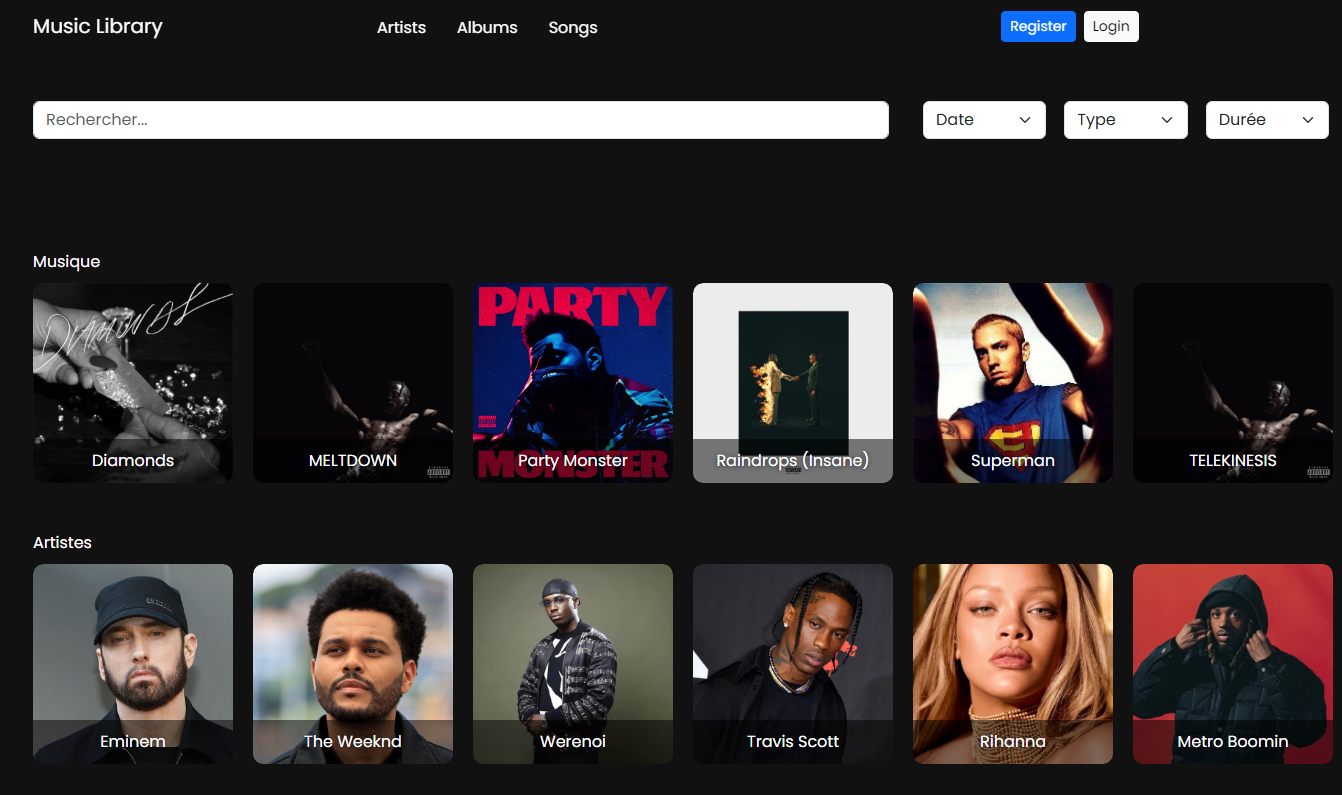 Music Library
Artists
Albums
Songs
Register
Login
Rechercher...
Date
Type
Durée
Musique
DIAMONDS
PARTY
MONSTER
Diamonds
MELTDOWN
Party Monster
Raindrops (Insane)
Superman
TELEKINESIS
Artistes
Eminem
The Weeknd
Werenoi
Travis Scott
Rihanna
Metro Boomin